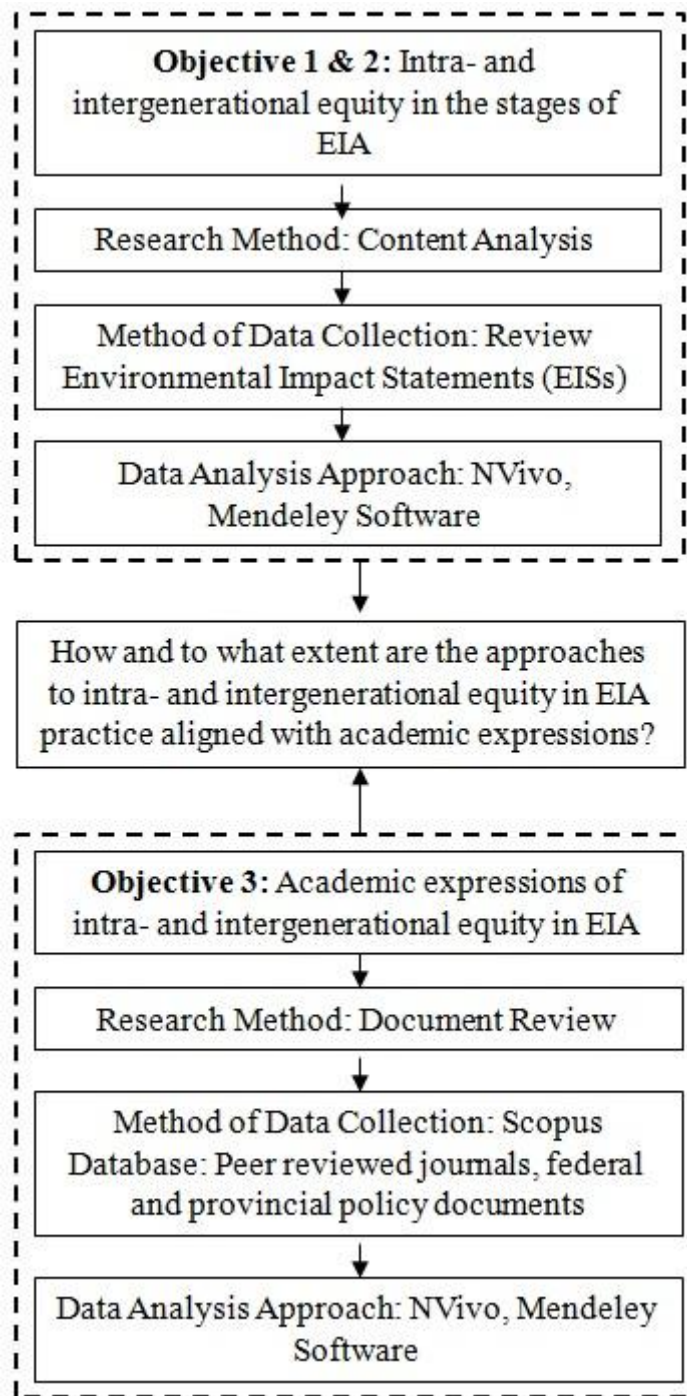 Objective 1 & 2: Intra- and
intergenerational equity in the stages of
EIA
Research Method: Content Analysis
Method of Data Collection: Review
Environmental Impact Statements (EISs)
Data Analysis Approach: NVivo,
Mendeley Software
How and to what extent are the approaches
to intra- and intergenerational equity in EIA
practice aligned with academic expressions?
Objective 3: Academic expressions of
intra- and intergenerational equity in EIA
Research Method: Document Review
Method of Data Collection: Scopus
Database: Peer reviewed journals, federal
and provincial policy documents
Data Analysis Approach: NVivo, Mendeley
Software